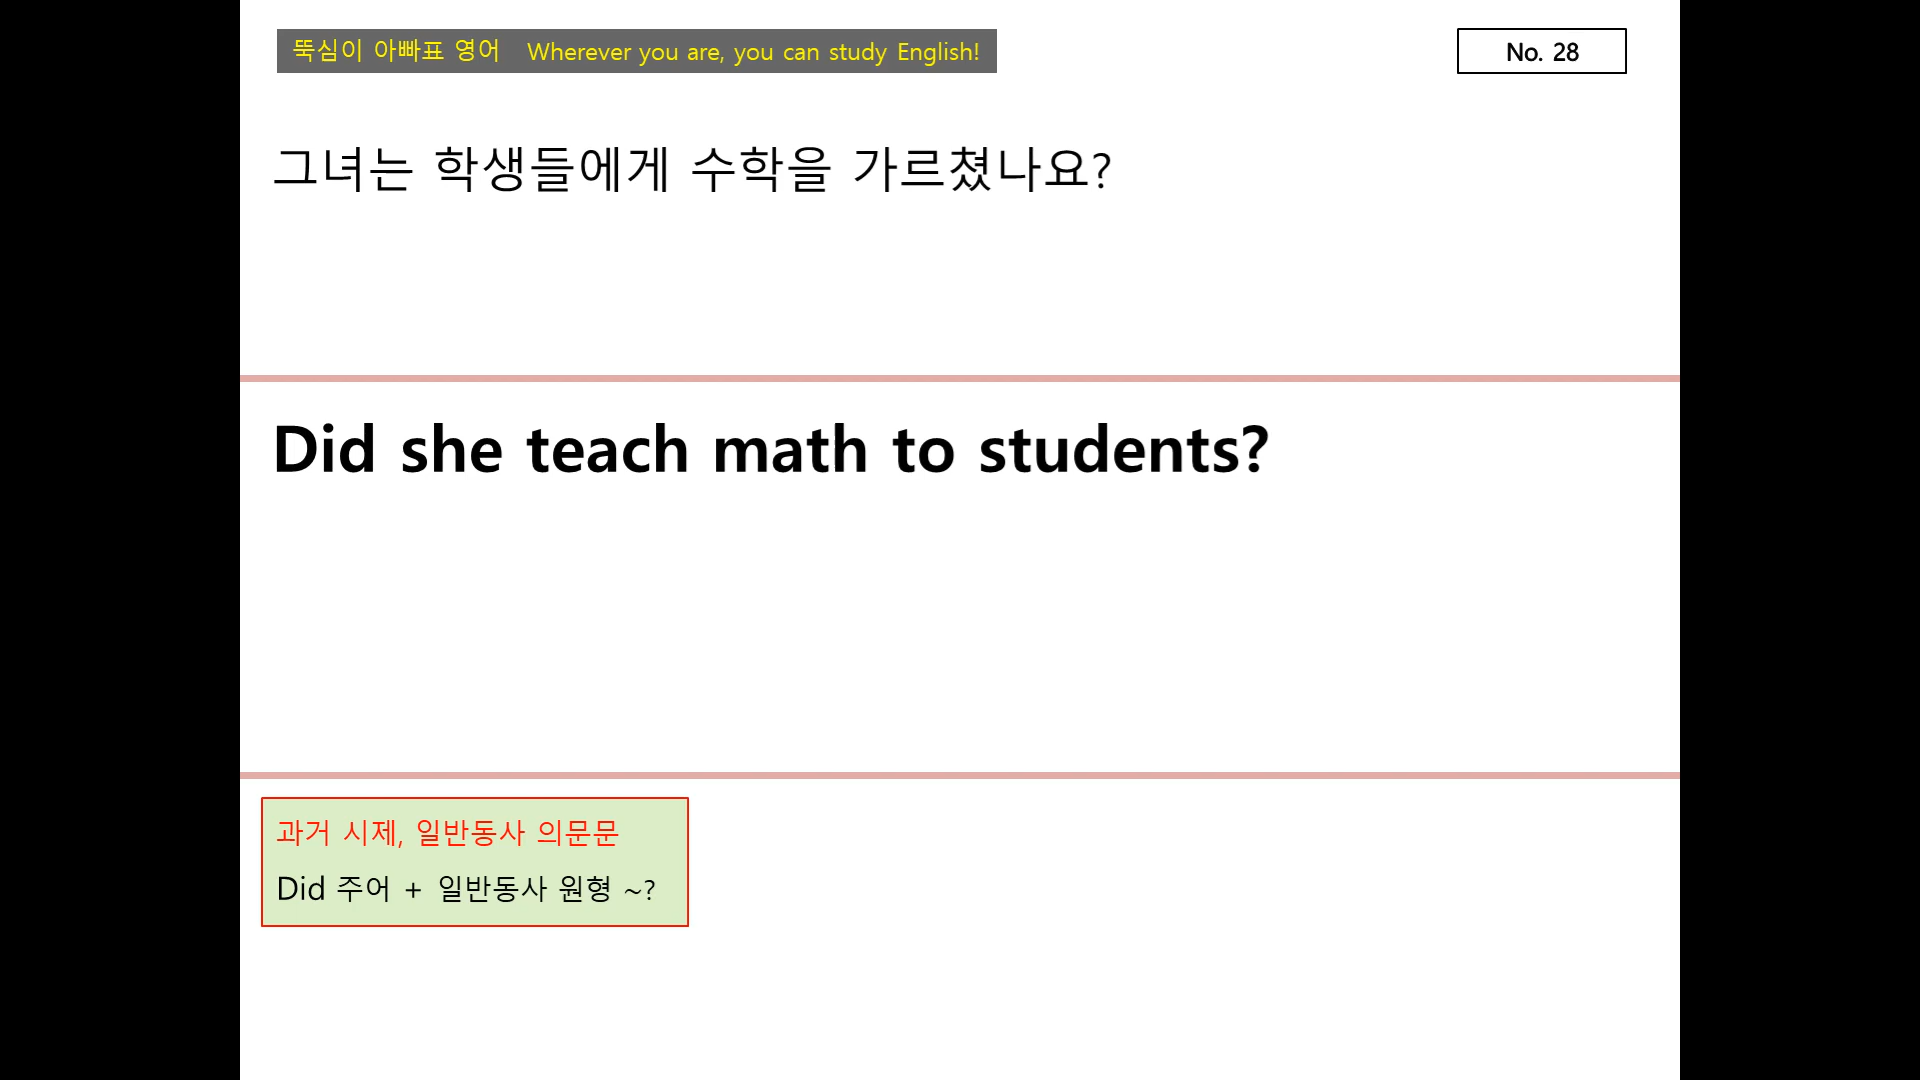 뚝심이 아빠표 영어 Wherever you are, you can study English!
No. 28
그녀는 학생들에게 수학을 가르쳤나요?
Did she teach math to students?
과거 시제, 일반동사 의문문
Did 주어 + 일반동사 원형 ~?